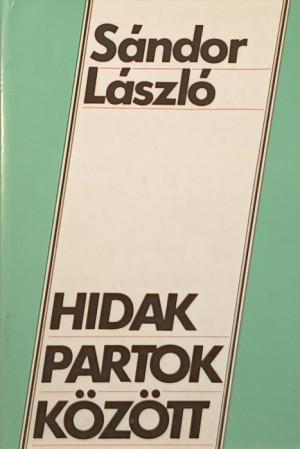 Sándor
László
HIDAK
PARTOK
KÖZÖTT